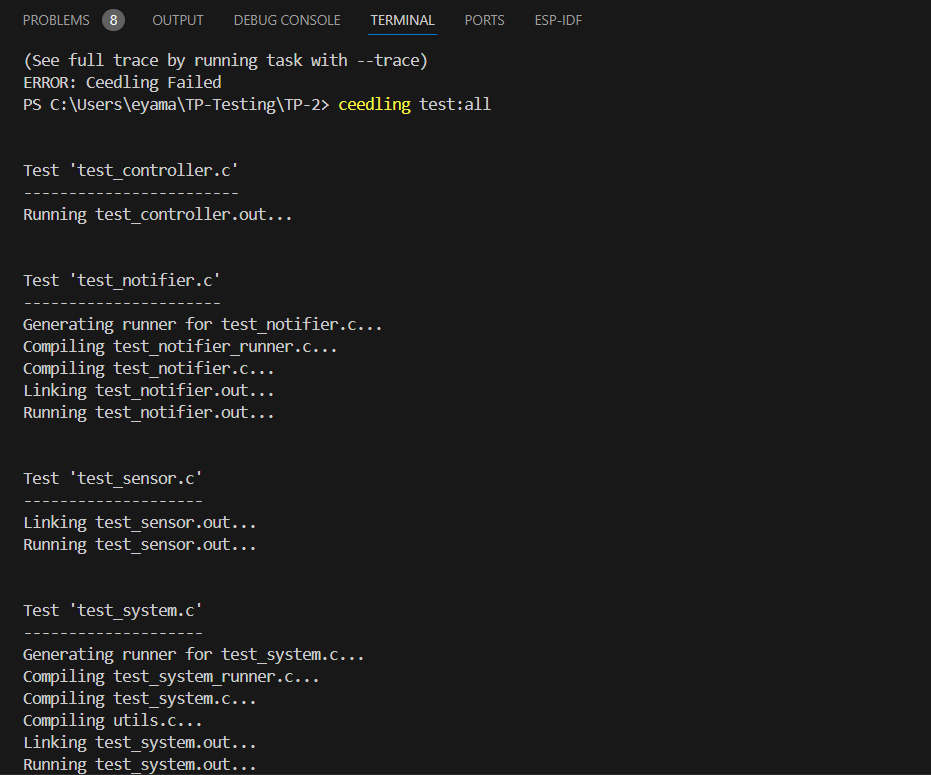 PROBLEMS 8 OUTPUT DEBUG CONSOLE TERMINAL PORTS ESP-IDF
(See full trace by running task with --trace)
ERROR: Ceedling Failed
PS C:\Users\eyama\TP-Testing\TP-2> ceedling test:all
Test 'test_controller.c'
------------------------
Running test_controller.out...
Test 'test_notifier.c'
----------------------
Generating runner for test_notifier.c...
Compiling test_notifier_runner.c...
Compiling test_notifier.c...
Linking test_notifier.out...
Running test_notifier.out...
Test 'test_sensor.c'
--------------------
Linking test_sensor.out...
Running test_sensor.out...
Test 'test_system.c'
--------------------
Generating runner for test_system.c...
Compiling test_system_runner.c...
Compiling test_system.c...
Compiling utils.c...
Linking test_system.out...
Running test_system.out...